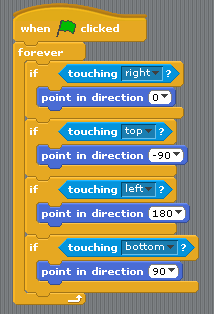 when clicked
forever
if touching right ?
point in direction 0
if touching top ?
point in direction -90
if touching left ?
point in direction 180
if touching bottom ?
point in direction 90